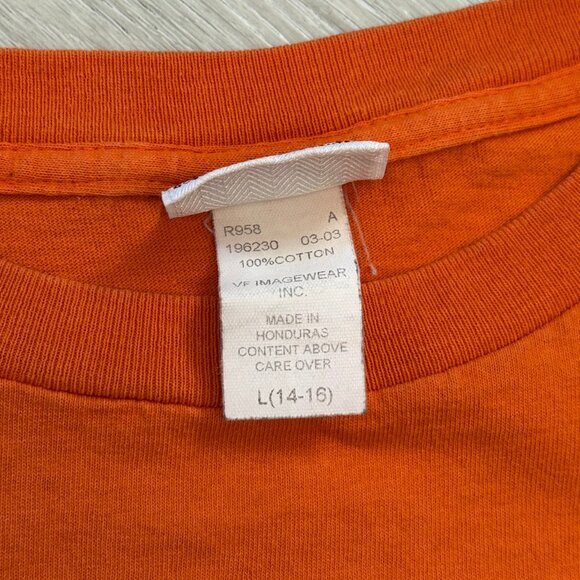 R958 A
196230 03-03
100%COTTON
VF IMAGEWEAR
INC.
MADE IN
HONDURAS
CONTENT ABOVE
CARE OVER
L(14-16)